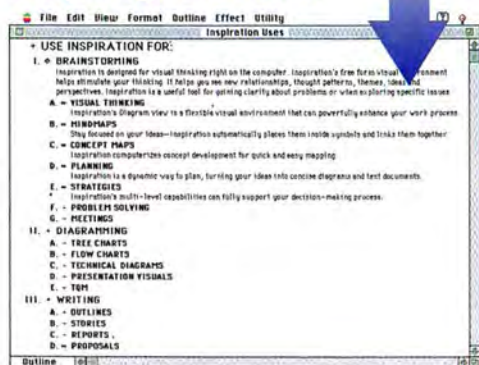 File Edit View Format Outline Effect Utility
Inspiration Uses
+ USE INSPIRATION FOR:
I. BRAINSTORMING
Inspiration is designed for visual thinking right on the computer. Inspiration's free form visual
helps stimulate your thinking. It helps you see new relationships, thought patterns, themes, ideas and
perspectives. Inspiration is a useful tool for gaining clarity about problems or when exploring specific issues
A. - VISUAL THINKING
Inspiration's Diagram view is a flexible visual environment that can powerfully enhance your work process
B. - MINDMAPS
Stay focused on your ideas—Inspiration automatically places them inside symbols and links them together
C. - CONCEPT MAPS
Inspiration computerizes concept development for quick and easy mapping
D. - PLANNING
Inspiration is a dynamic way to plan, turning your ideas into concise diagrams and text documents.
E. - STRATEGIES
Inspiration's multi-level capabilities can fully support your decision-making process.
F. - PROBLEM SOLVING
G. - MEETINGS
II. - DIAGRAMMING
A. - TREE CHARTS
B. - FLOW CHARTS
C. - TECHNICAL DIAGRAMS
D. - PRESENTATION VISUALS
E. - TQM
III. - WRITING
A. - OUTLINES
B. - STORIES
C. - REPORTS
D. - PROPOSALS
Outline